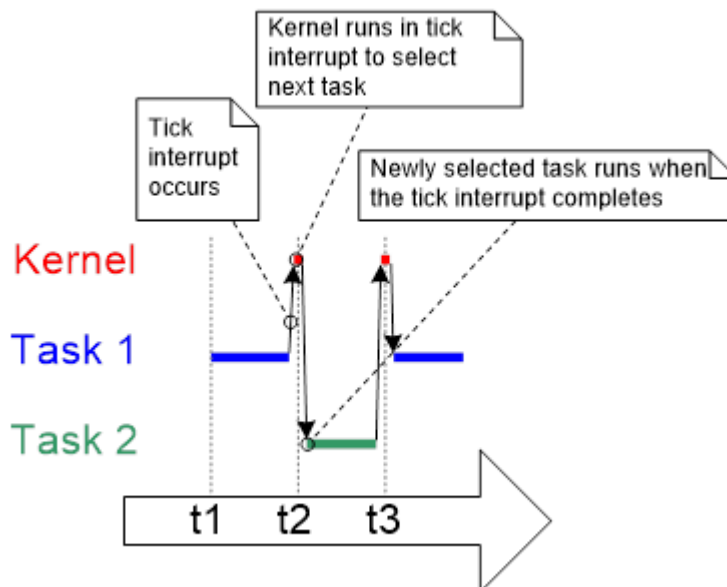 Kernel runs in tick
interrupt to select
next task
Tick
interrupt
occurs
Newly selected task runs when
the tick interrupt completes
Kernel
Task 1
Task 2
t1 t2 t3